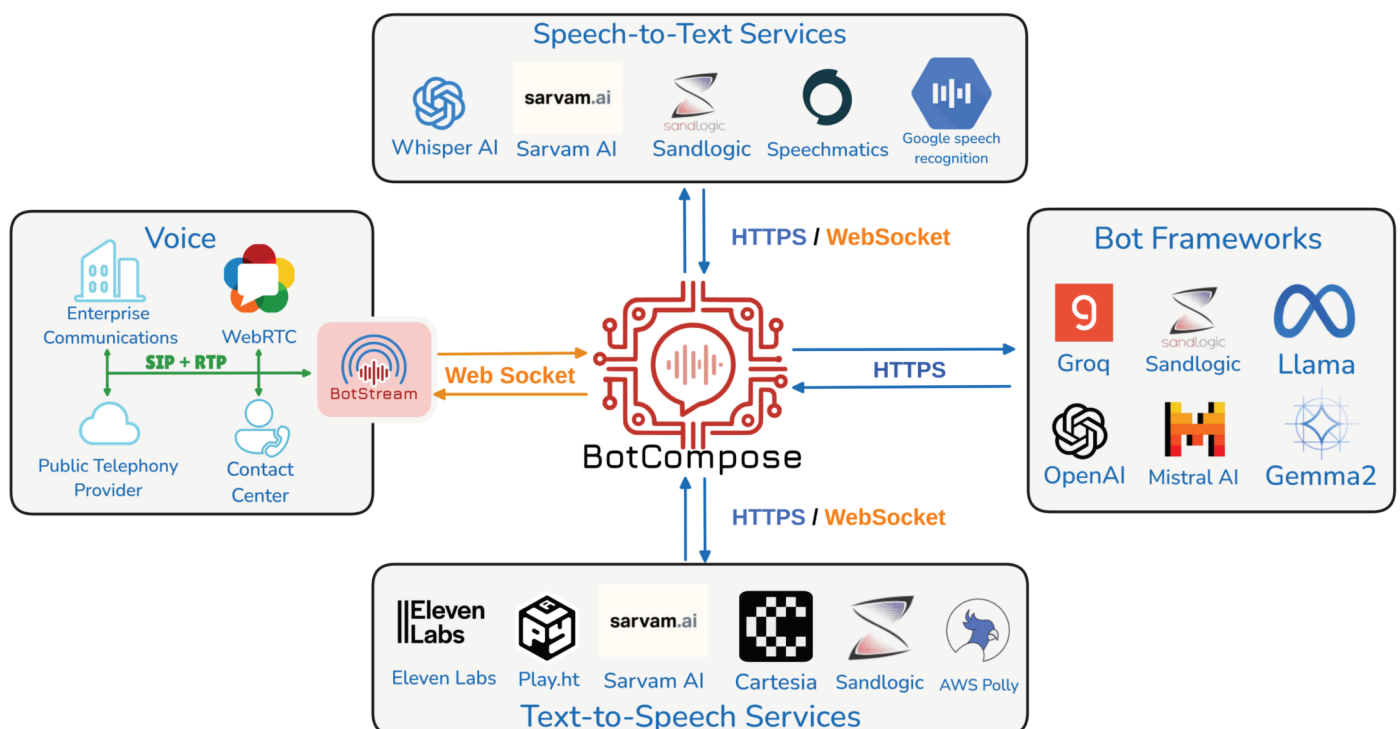 Speech-to-Text Services
sarvam.ai
sandlogic
Whisper AI
Sarvam AI
Sandlogic
Speechmatics
Google speech
recognition
HTTPS / WebSocket
Voice
Enterprise
Communications
WebRTC
SIP + RTP
BotStream
Public Telephony
Provider
Contact
Center
Web Socket
BotCompose
HTTPS
Bot Frameworks
g
sandlogic
Groq
Sandlogic
Llama
OpenAI
Mistral AI
Gemma2
HTTPS / WebSocket
||Eleven
Labs
PLAY
sarvam.ai
Eleven Labs
Play.ht
Sarvam AI
Cartesia
Sandlogic
AWS Polly
Text-to-Speech Services